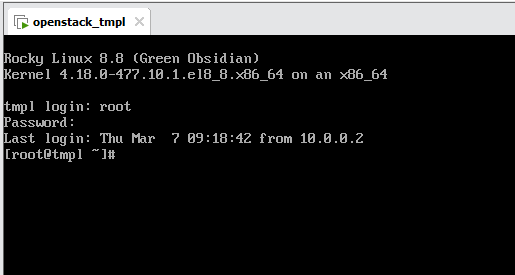 openstack_tmpl
Rocky Linux 8.8 (Green Obsidian)
Kernel 4.18.0-477.10.1.el8_8.x86_64 on an x86_64
tmpl login: root
Password:
Last login: Thu Mar  7 09:18:42 from 10.0.0.2
[root@tmpl ~]#